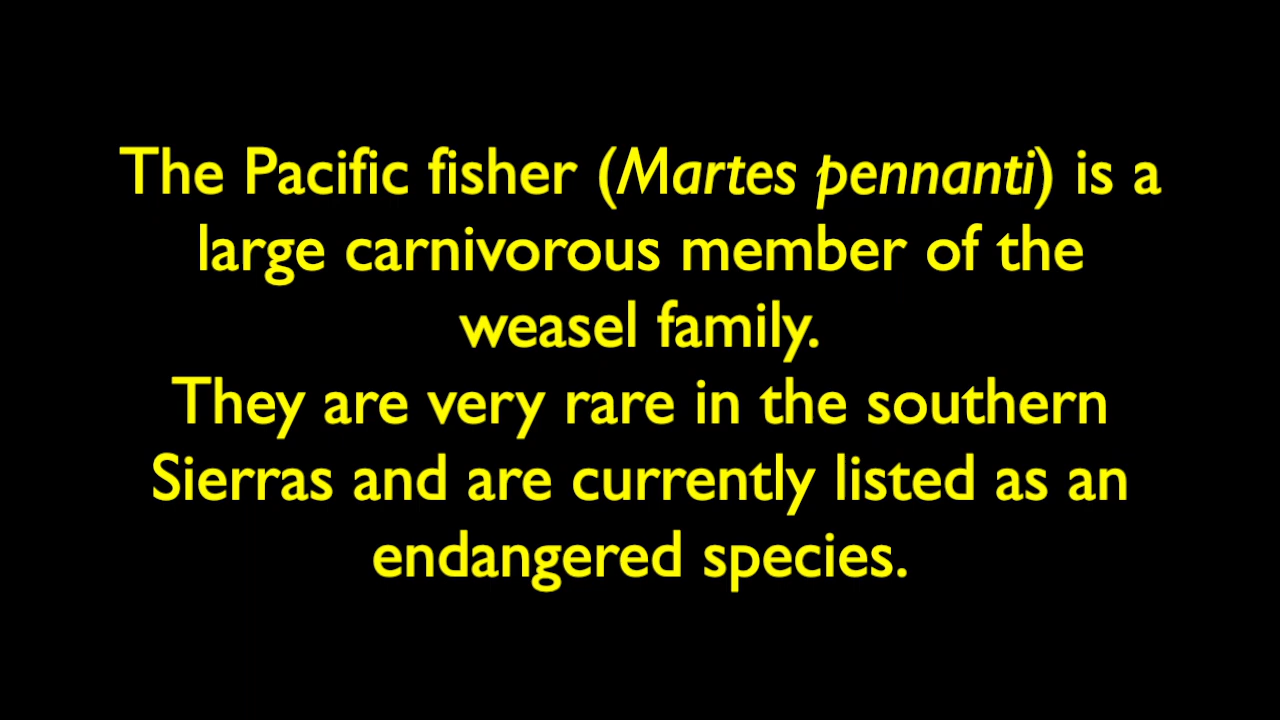 The Pacific fisher (Martes pennanti) is a
large carnivorous member of the
weasel family.
They are very rare in the southern
Sierras and are currently listed as an
endangered species.